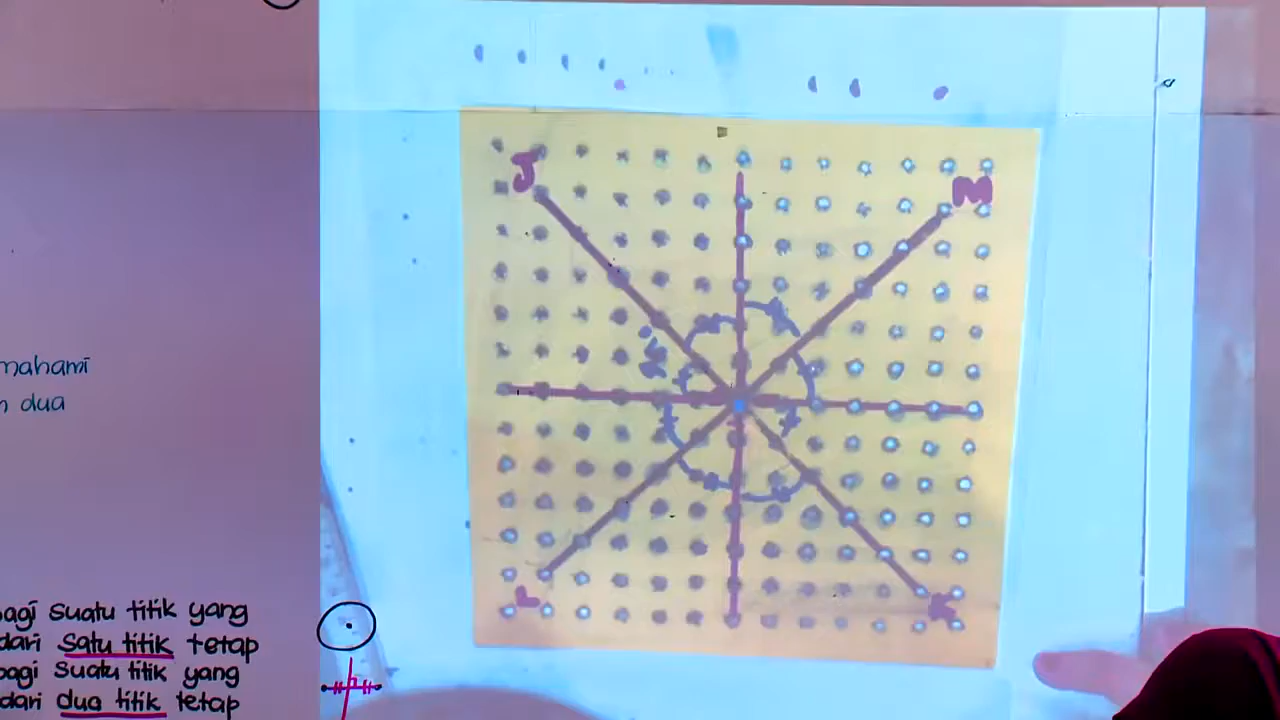 J
M
mahami
dua
L
K
bagi suatu titik yang
dari satu titik tetap
bagi suatu titik yang
dari dua titik tetap